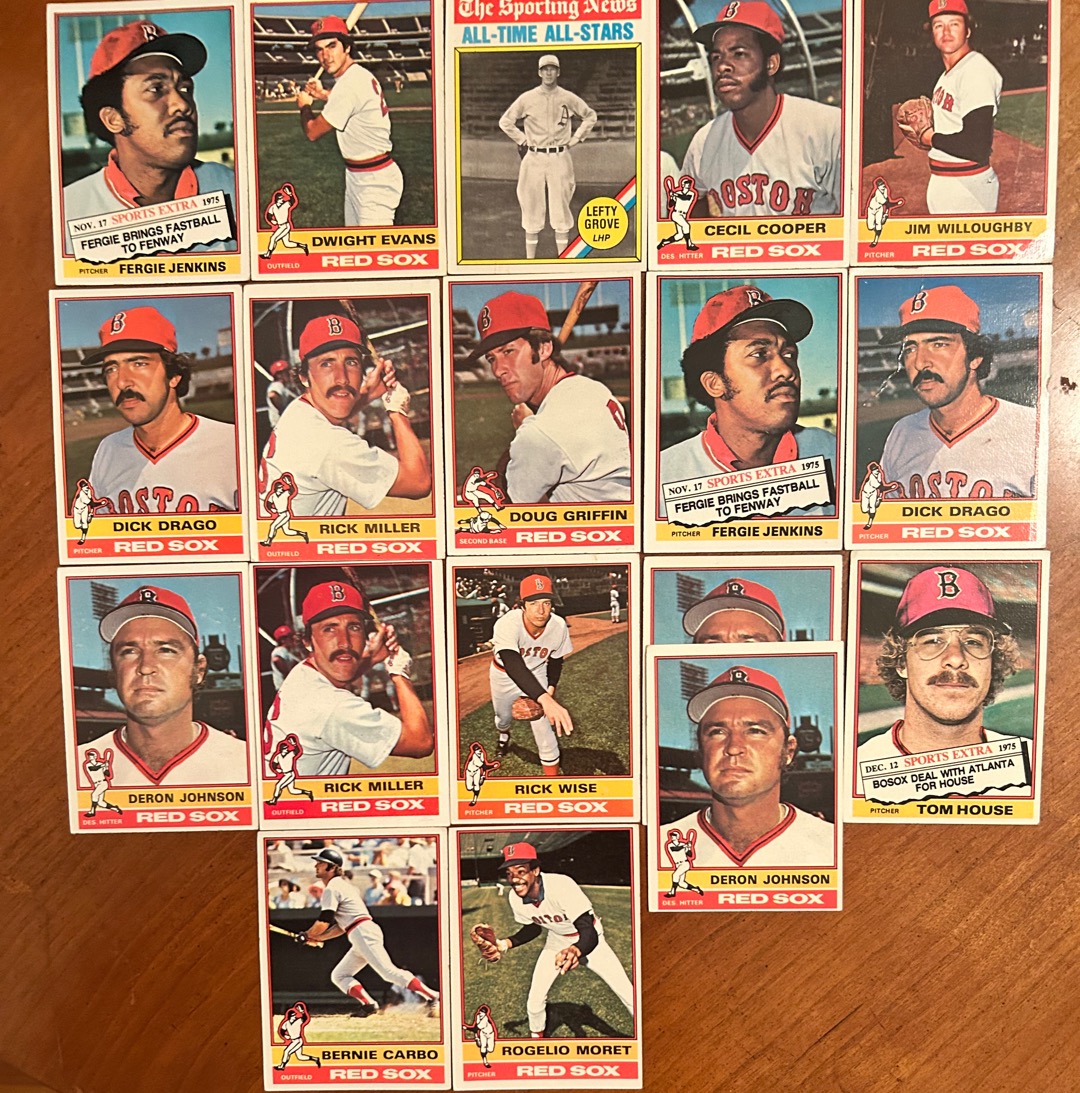 NOV. 17 SPORTS EXTRA 1975
FERGIE BRINGS FASTBALL
TO FENWAY
PITCHER FERGIE JENKINS
2
DWIGHT EVANS
OUTFIELD RED SOX
The Sporting News
ALL-TIME ALL-STARS
A
LEFTY
GROVE
LHP
B
BOSTON
CECIL COOPER
DES. HITTER RED SOX
B
JIM WILLOUGHBY
PITCHER RED SOX
B
BOSTON
DICK DRAGO
PITCHER RED SOX
B
RICK MILLER
OUTFIELD RED SOX
B
DOUG GRIFFIN
SECOND BASE RED SOX
B
NOV. 17 SPORTS EXTRA 1975
FERGIE BRINGS FASTBALL
TO FENWAY
PITCHER FERGIE JENKINS
B
BOSTON
DICK DRAGO
PITCHER RED SOX
DERON JOHNSON
DES. HITTER RED SOX
B
RICK MILLER
OUTFIELD RED SOX
B
RICK WISE
PITCHER RED SOX
DERON JOHNSON
DES. HITTER RED SOX
B
DEC. 12 SPORTS EXTRA 1975
BOSOX DEAL WITH ATLANTA
FOR HOUSE
PITCHER TOM HOUSE
BERNIE CARBO
OUTFIELD RED SOX
B
ROGELIO MORET
PITCHER RED SOX